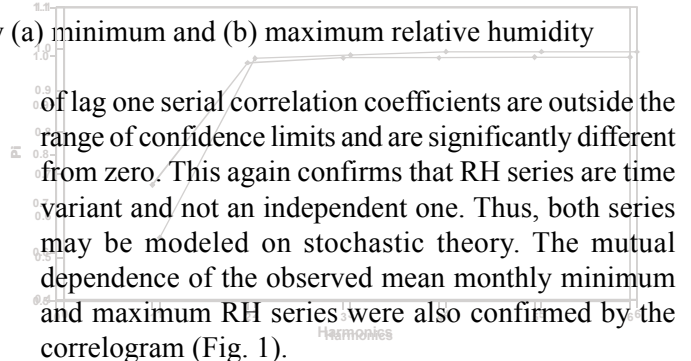 (a) minimum and (b) maximum relative humidity
of lag one serial correlation coefficients are outside the
range of confidence limits and are significantly different
from zero. This again confirms that RH series are time
variant and not an independent one. Thus, both series
may be modeled on stochastic theory. The mutual
dependence of the observed mean monthly minimum
and maximum RH series were also confirmed by the
correlogram (Fig. 1).
Pi
Harmonics